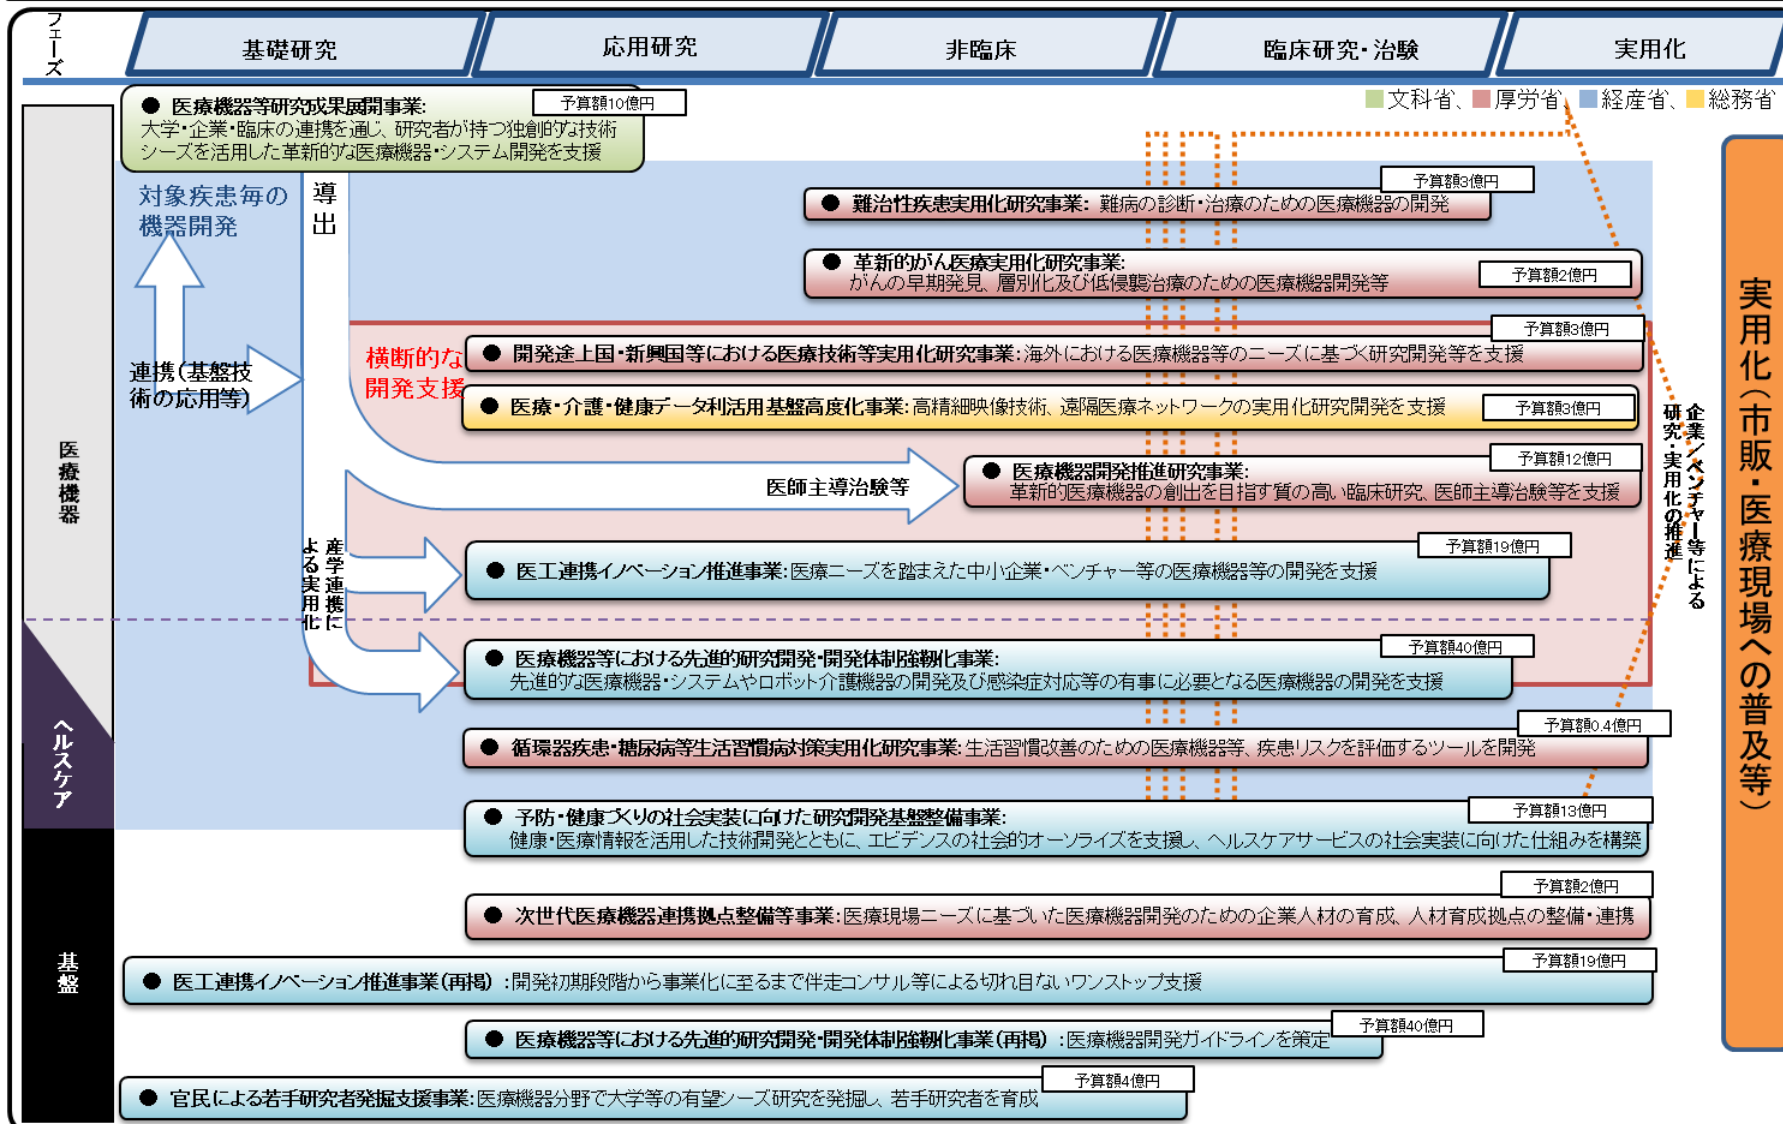 フェーズ
基礎研究
応用研究
非臨床
臨床研究・治験
実用化
文科省、厚労省、経産省、総務省
● 医療機器等研究成果展開事業:
予算額10億円
大学・企業・臨床の連携を通じ、研究者が持つ独創的な技術
シーズを活用した革新的な医療機器・システム開発を支援
対象疾患毎の
機器開発
導出
予算額3億円
● 難治性疾患実用化研究事業: 難病の診断・治療のための医療機器の開発
● 革新的がん医療実用化研究事業:
がんの早期発見、層別化及び低侵襲治療のための医療機器開発等
予算額2億円
連携(基盤技
術の応用等)
横断的な
開発支援
予算額3億円
● 開発途上国・新興国等における医療技術等実用化研究事業:海外における医療機器等のニーズに基づく研究開発等を支援
● 医療・介護・健康データ利活用基盤高度化事業:高精細映像技術、遠隔医療ネットワークの実用化研究開発を支援
予算額3億円
医師主導治験等
予算額12億円
● 医療機器開発推進研究事業:
革新的医療機器の創出を目指す質の高い臨床研究、医師主導治験等を支援
産学連携に
よる実用化
予算額19億円
● 医工連携イノベーション推進事業:医療ニーズを踏まえた中小企業・ベンチャー等の医療機器等の開発を支援
予算額40億円
● 医療機器等における先進的研究開発・開発体制強靭化事業:
先進的な医療機器・システムやロボット介護機器の開発及び感染症対応等の有事に必要となる医療機器の開発を支援
予算額0.4億円
● 循環器疾患・糖尿病等生活習慣病対策実用化研究事業:生活習慣改善のための医療機器等、疾患リスクを評価するツールを開発
予算額13億円
● 予防・健康づくりの社会実装に向けた研究開発基盤整備事業:
健康・医療情報を活用した技術開発とともに、エビデンスの社会的オーソライズを支援し、ヘルスケアサービスの社会実装に向けた仕組みを構築
予算額2億円
● 次世代医療機器連携拠点整備等事業:医療現場ニーズに基づいた医療機器開発のための企業人材の育成、人材育成拠点の整備・連携
予算額19億円
● 医工連携イノベーション推進事業(再掲) :開発初期段階から事業化に至るまで伴走コンサル等による切れ目ないワンストップ支援
予算額40億円
● 医療機器等における先進的研究開発・開発体制強靭化事業(再掲) :医療機器開発ガイドラインを策定
予算額4億円
● 官民による若手研究者発掘支援事業:医療機器分野で大学等の有望シーズ研究を発掘し、若手研究者を育成
医療機器
ヘルスケア
基盤
企業/ベンチャー等による
研究・実用化の推進
実用化(市販・医療現場への普及等)